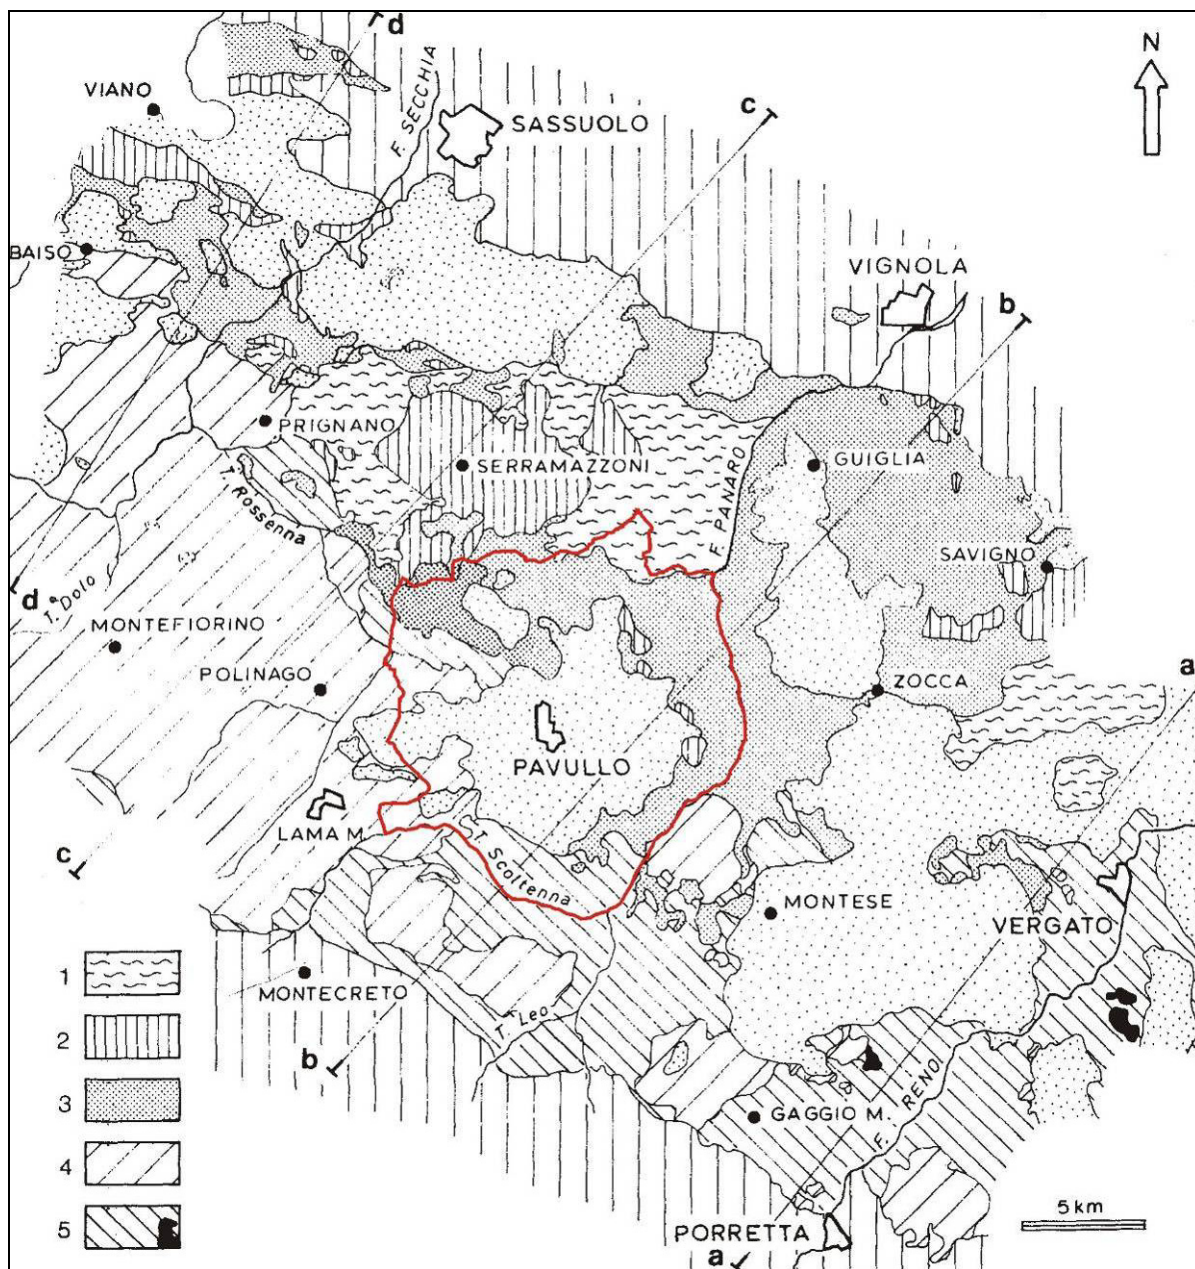 d
N
VIANO
F. SECCHIA
c
SASSUOLO
BAISO
VIGNOLA
b
PRIGNANO
SERRAMAZZONI
GUIGLIA
T. Rossenna
F. PANARO
SAVIGNO
d
T. Dolo
MONTEFIORINO
POLINAGO
ZOCCA
a
PAVULLO
LAMA M.
c
T. Scoltenna
MONTESE
VERGATO
1
MONTECRETO
T. Leo
2
b
3
GAGGIO M.
F. RENO
4
5
5 km
PORRETTA
a